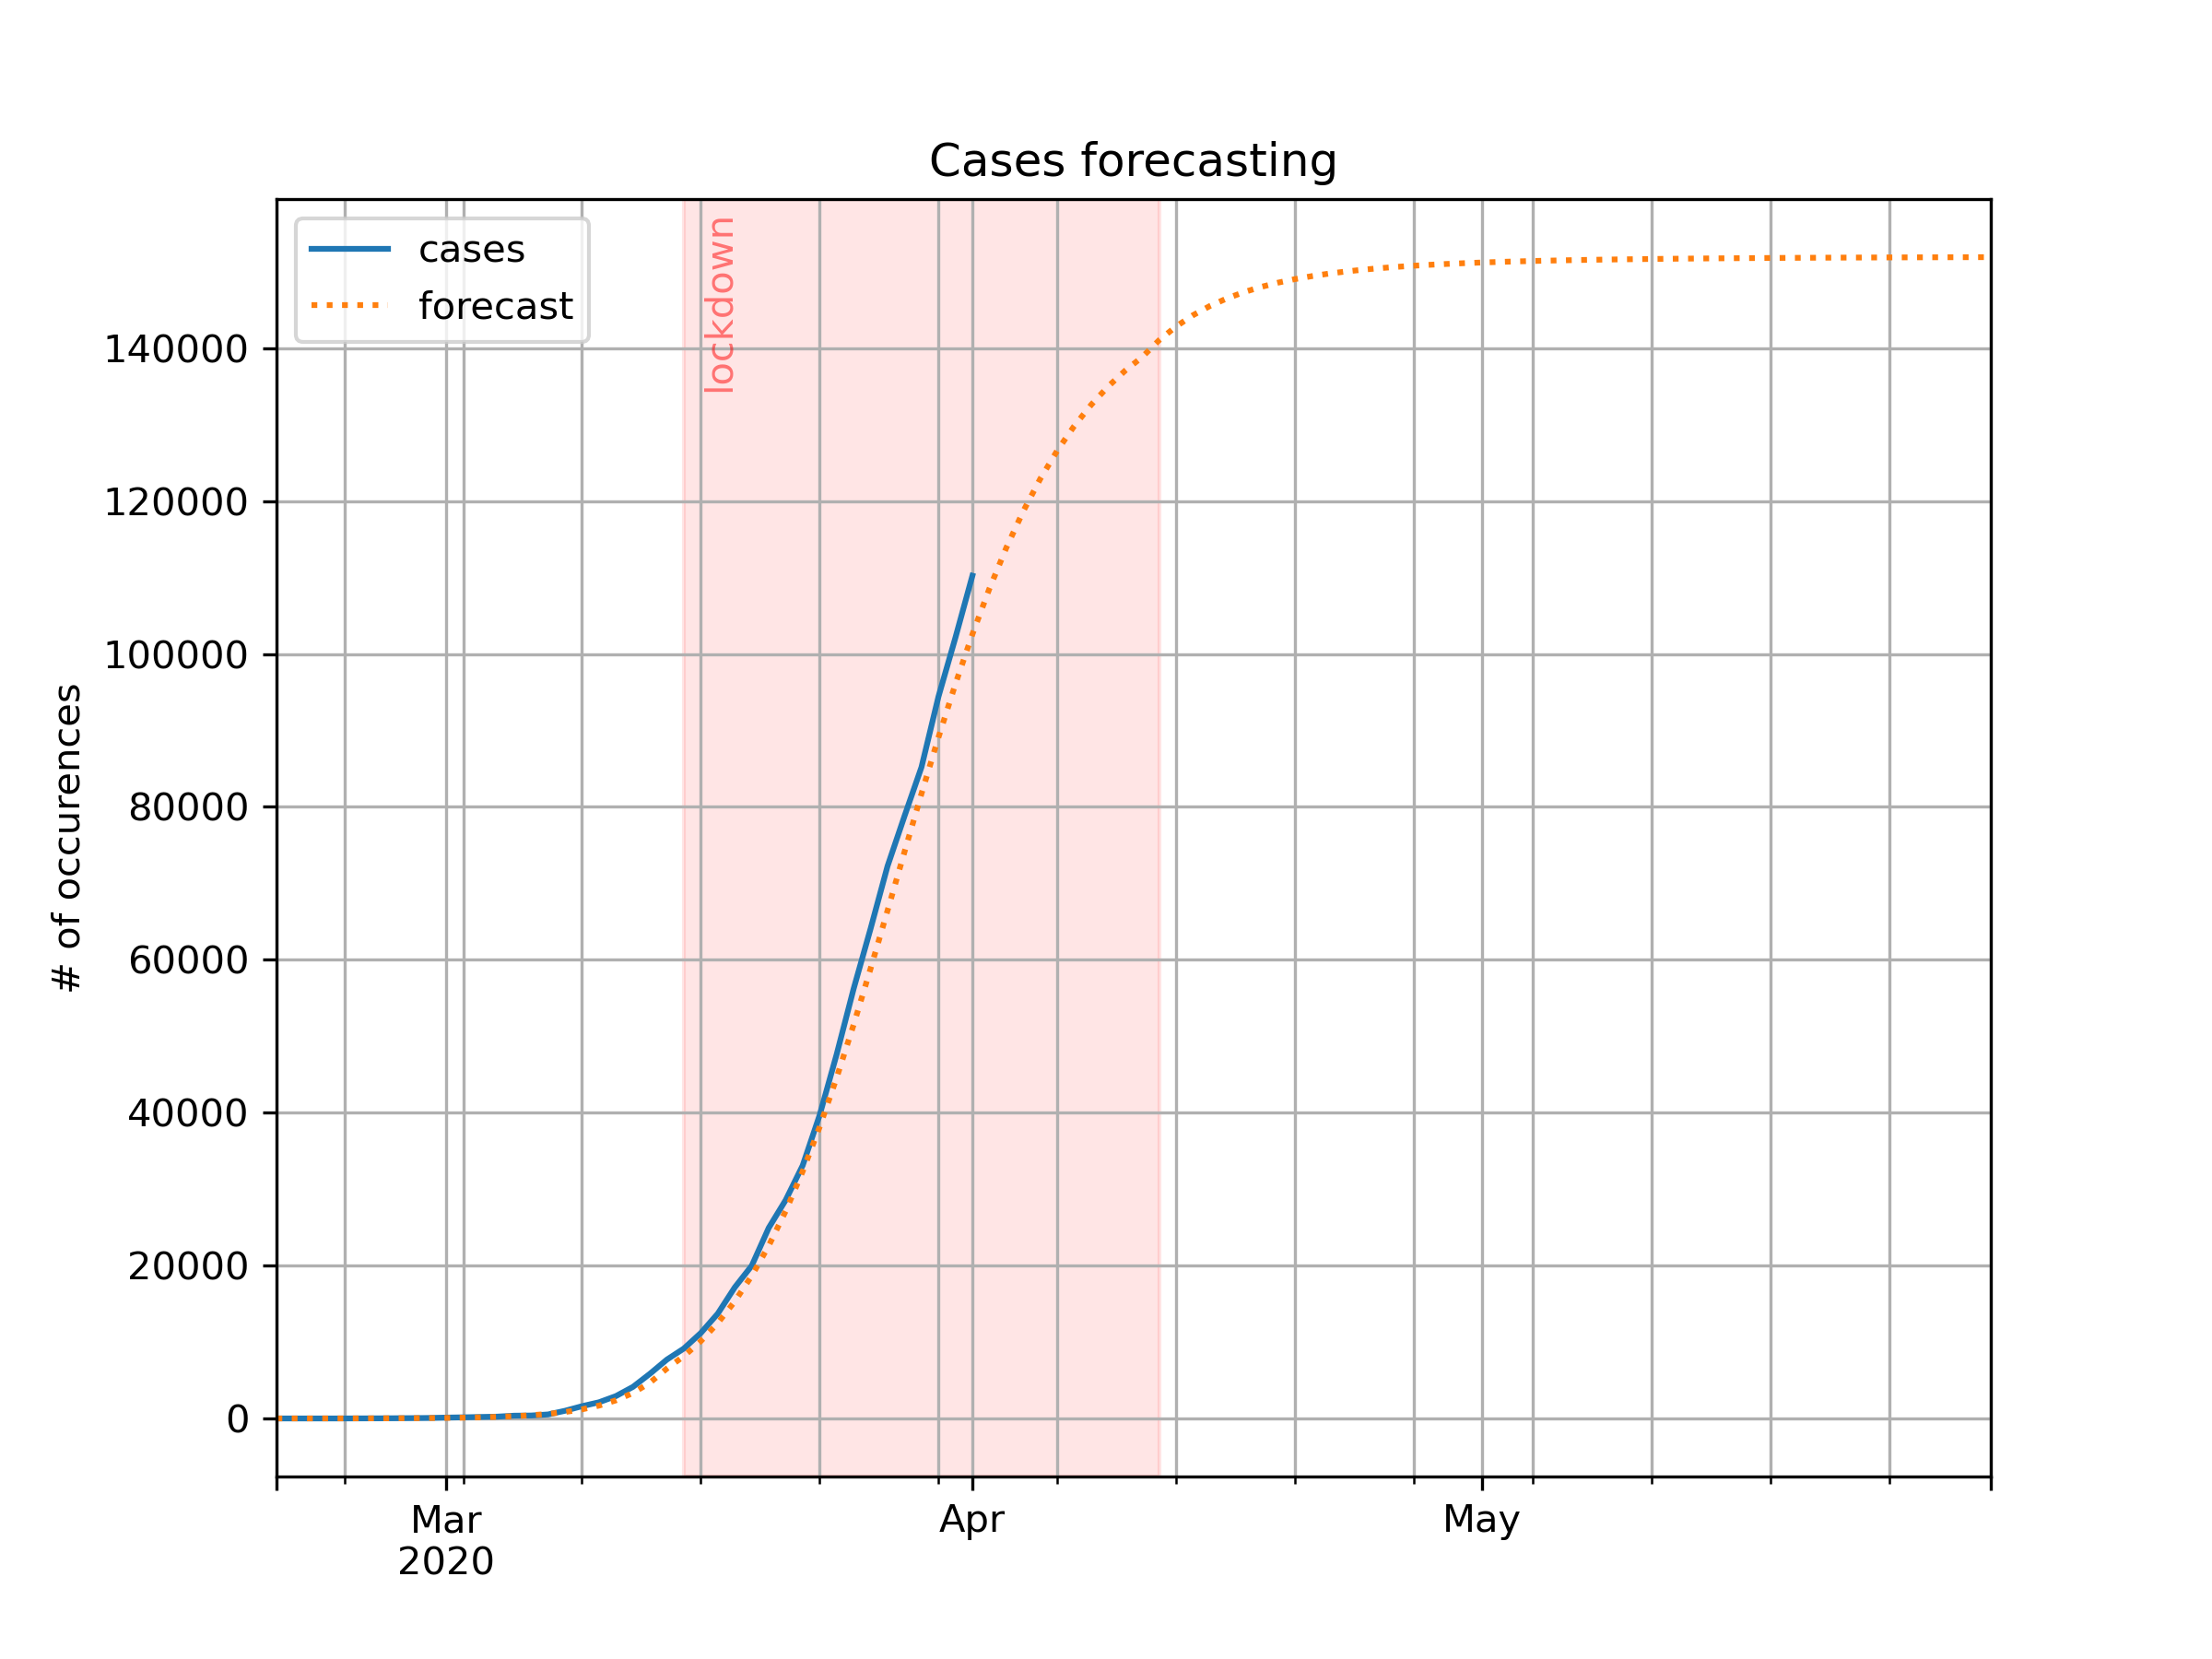 Cases forecasting
cases
forecast
lockdown
# of occurences
140000
120000
100000
80000
60000
40000
20000
0
Mar
2020
Apr
May